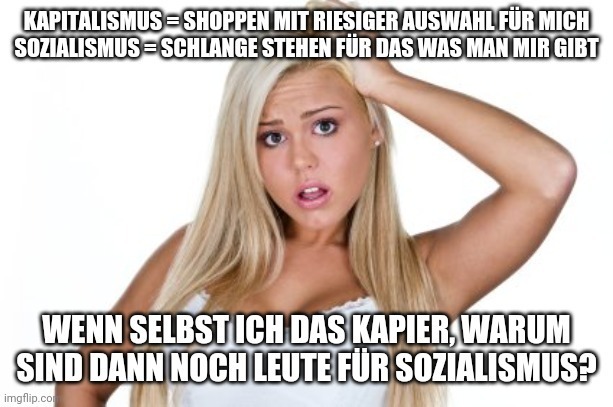 KAPITALISMUS = SHOPPEN MIT RIESIGER AUSWAHL FÜR MICH
SOZIALISMUS = SCHLANGE STEHEN FÜR DAS WAS MAN MIR GIBT
WENN SELBST ICH DAS KAPIER, WARUM
SIND DANN NOCH LEUTE FÜR SOZIALISMUS?
imgflip.com